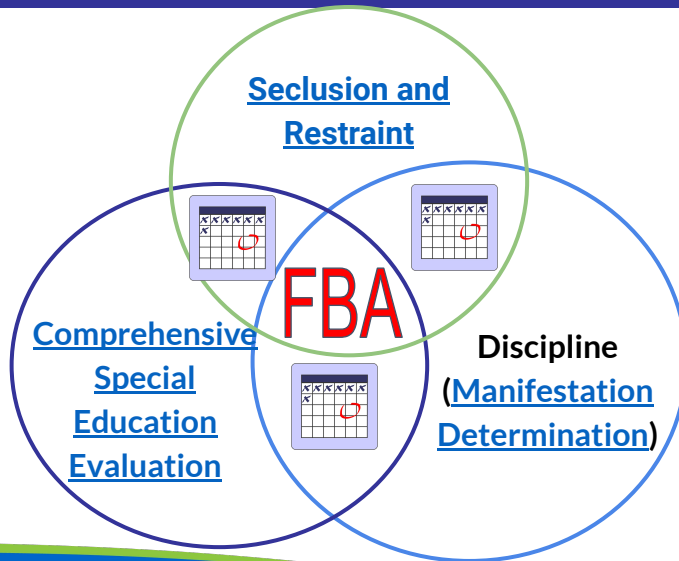 Seclusion and
Restraint
FBA
Comprehensive
Special
Education
Evaluation
Discipline
(Manifestation
Determination)